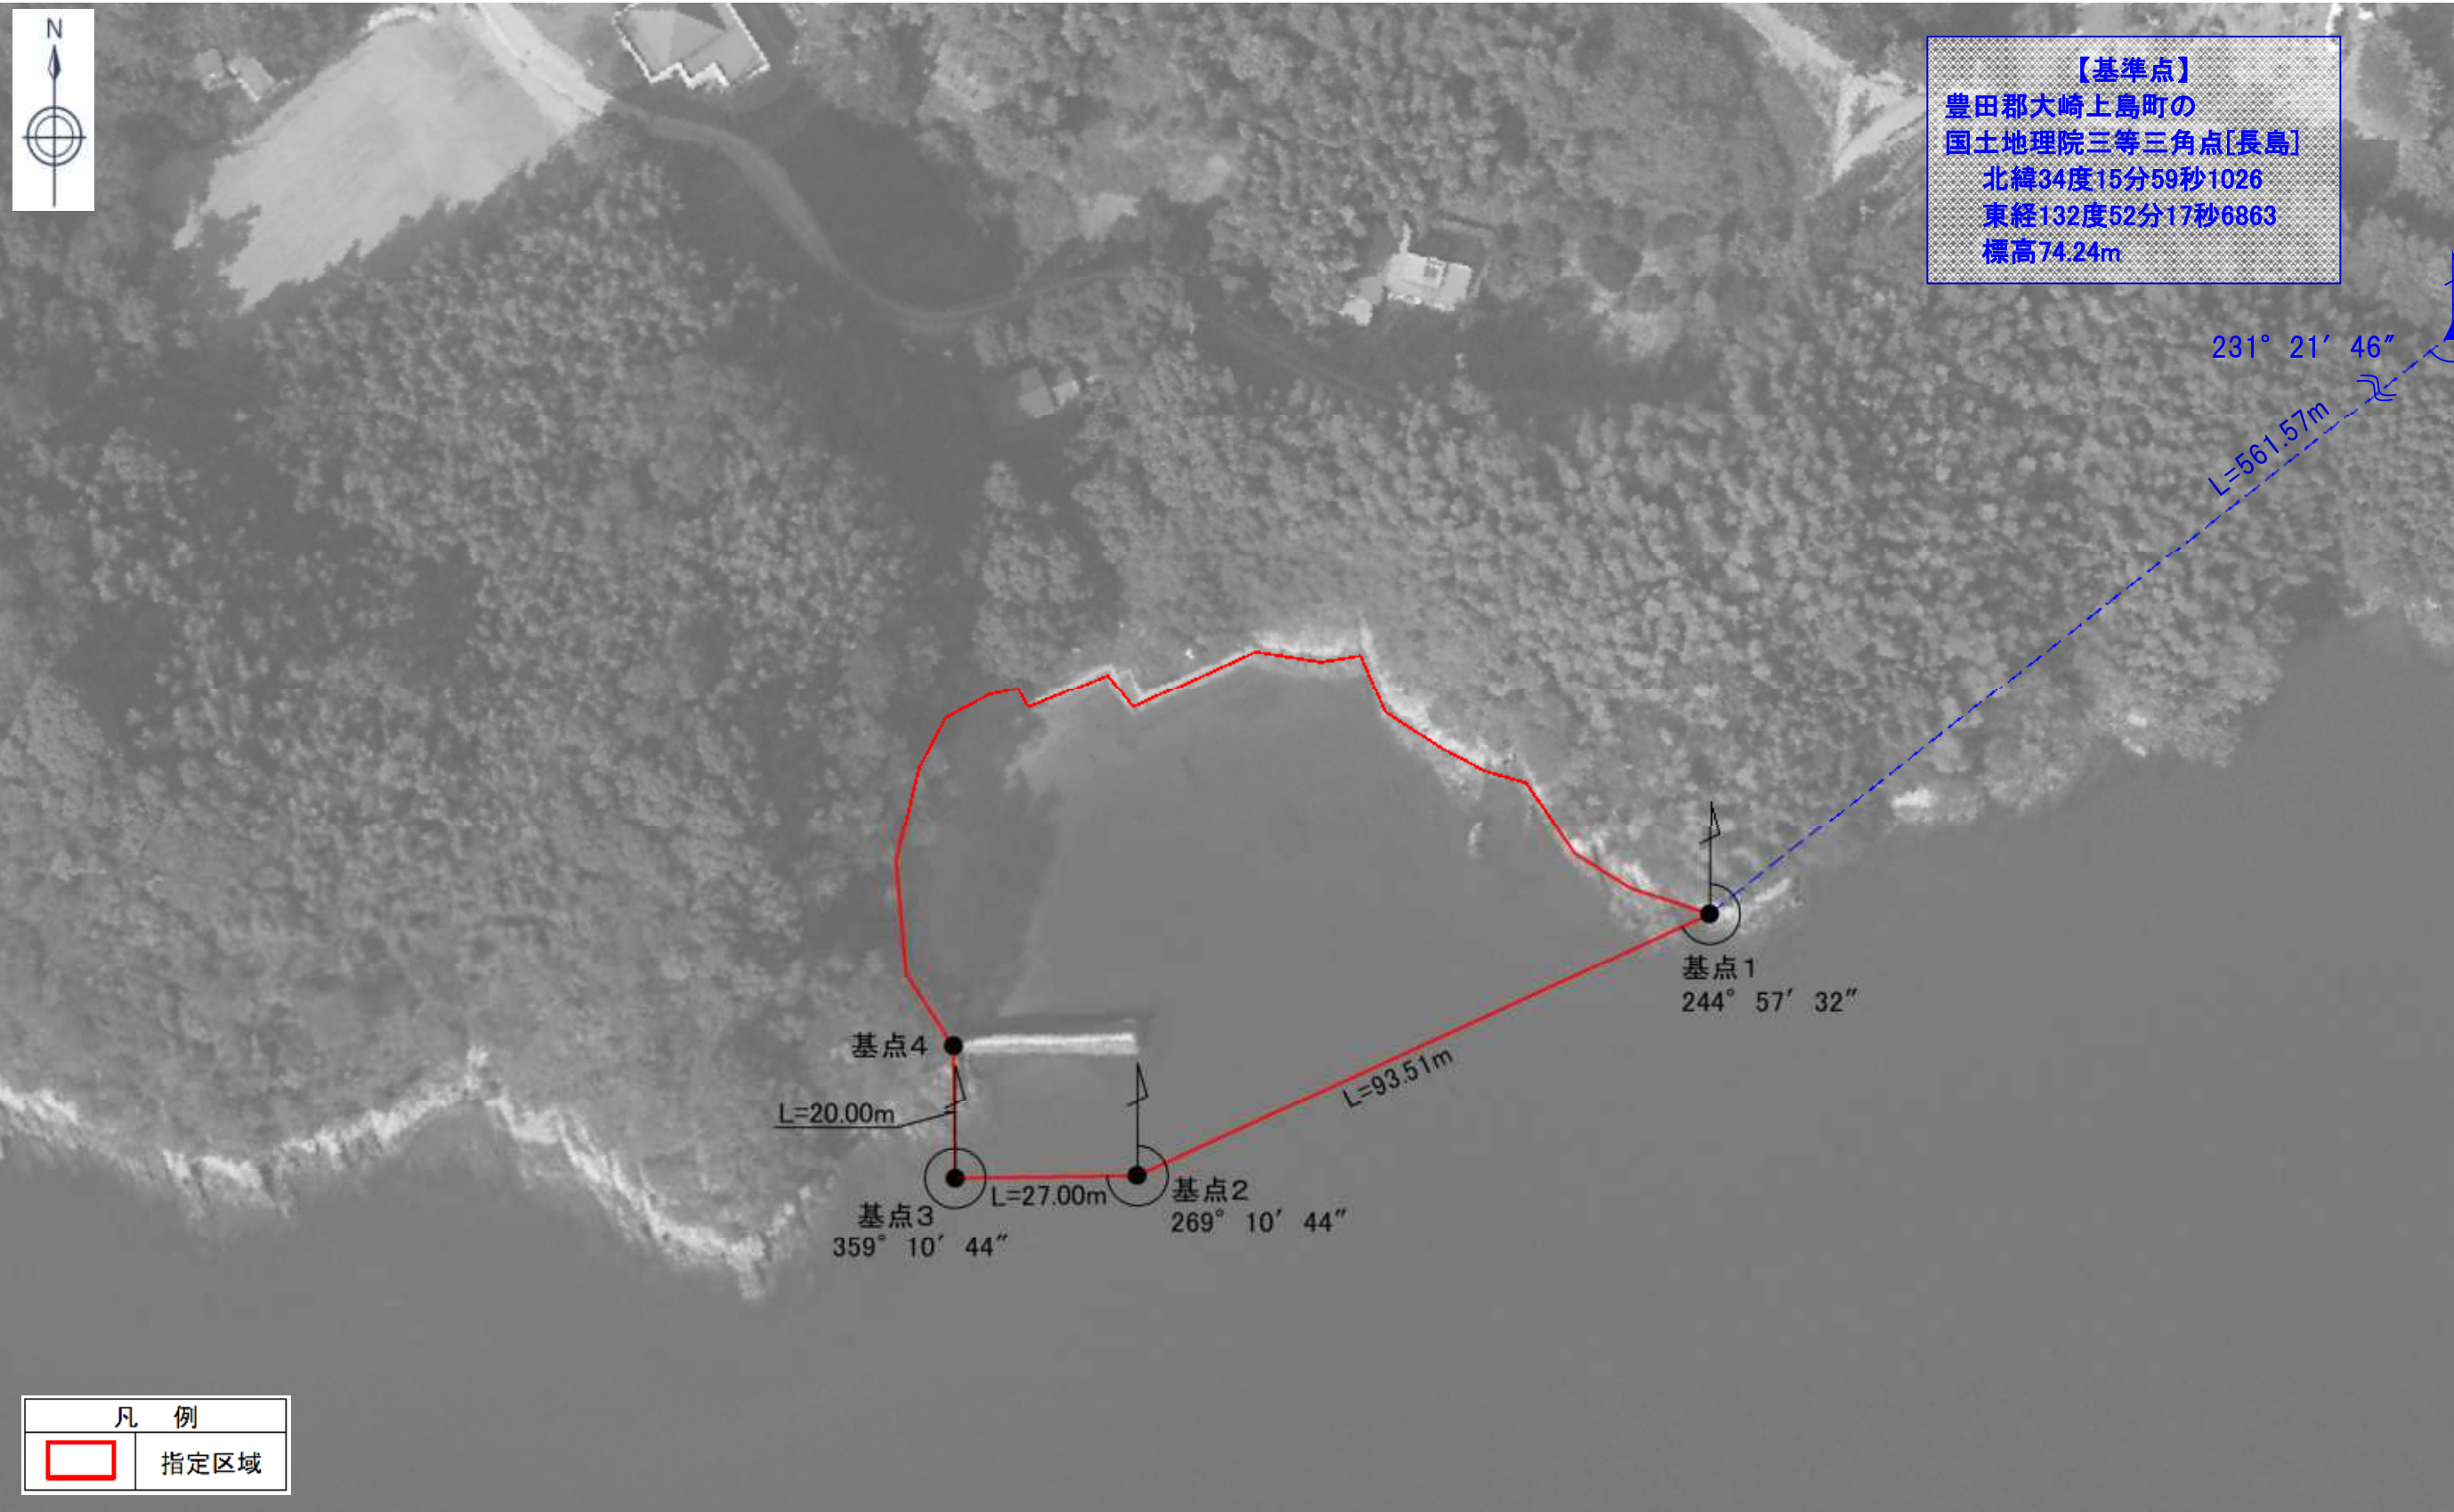 N
【基準点】
豊田郡大崎上島町の
国土地理院三等三角点[長島]
北緯34度15分59秒1026
東経132度52分17秒6863
標高74.24m
231° 21′ 46″
L=561.57m
基点1
244° 57′ 32″
L=93.51m
基点4
L=20.00m
L=27.00m
基点2
269° 10′ 44″
基点3
359° 10′ 44″
凡 例
指定区域